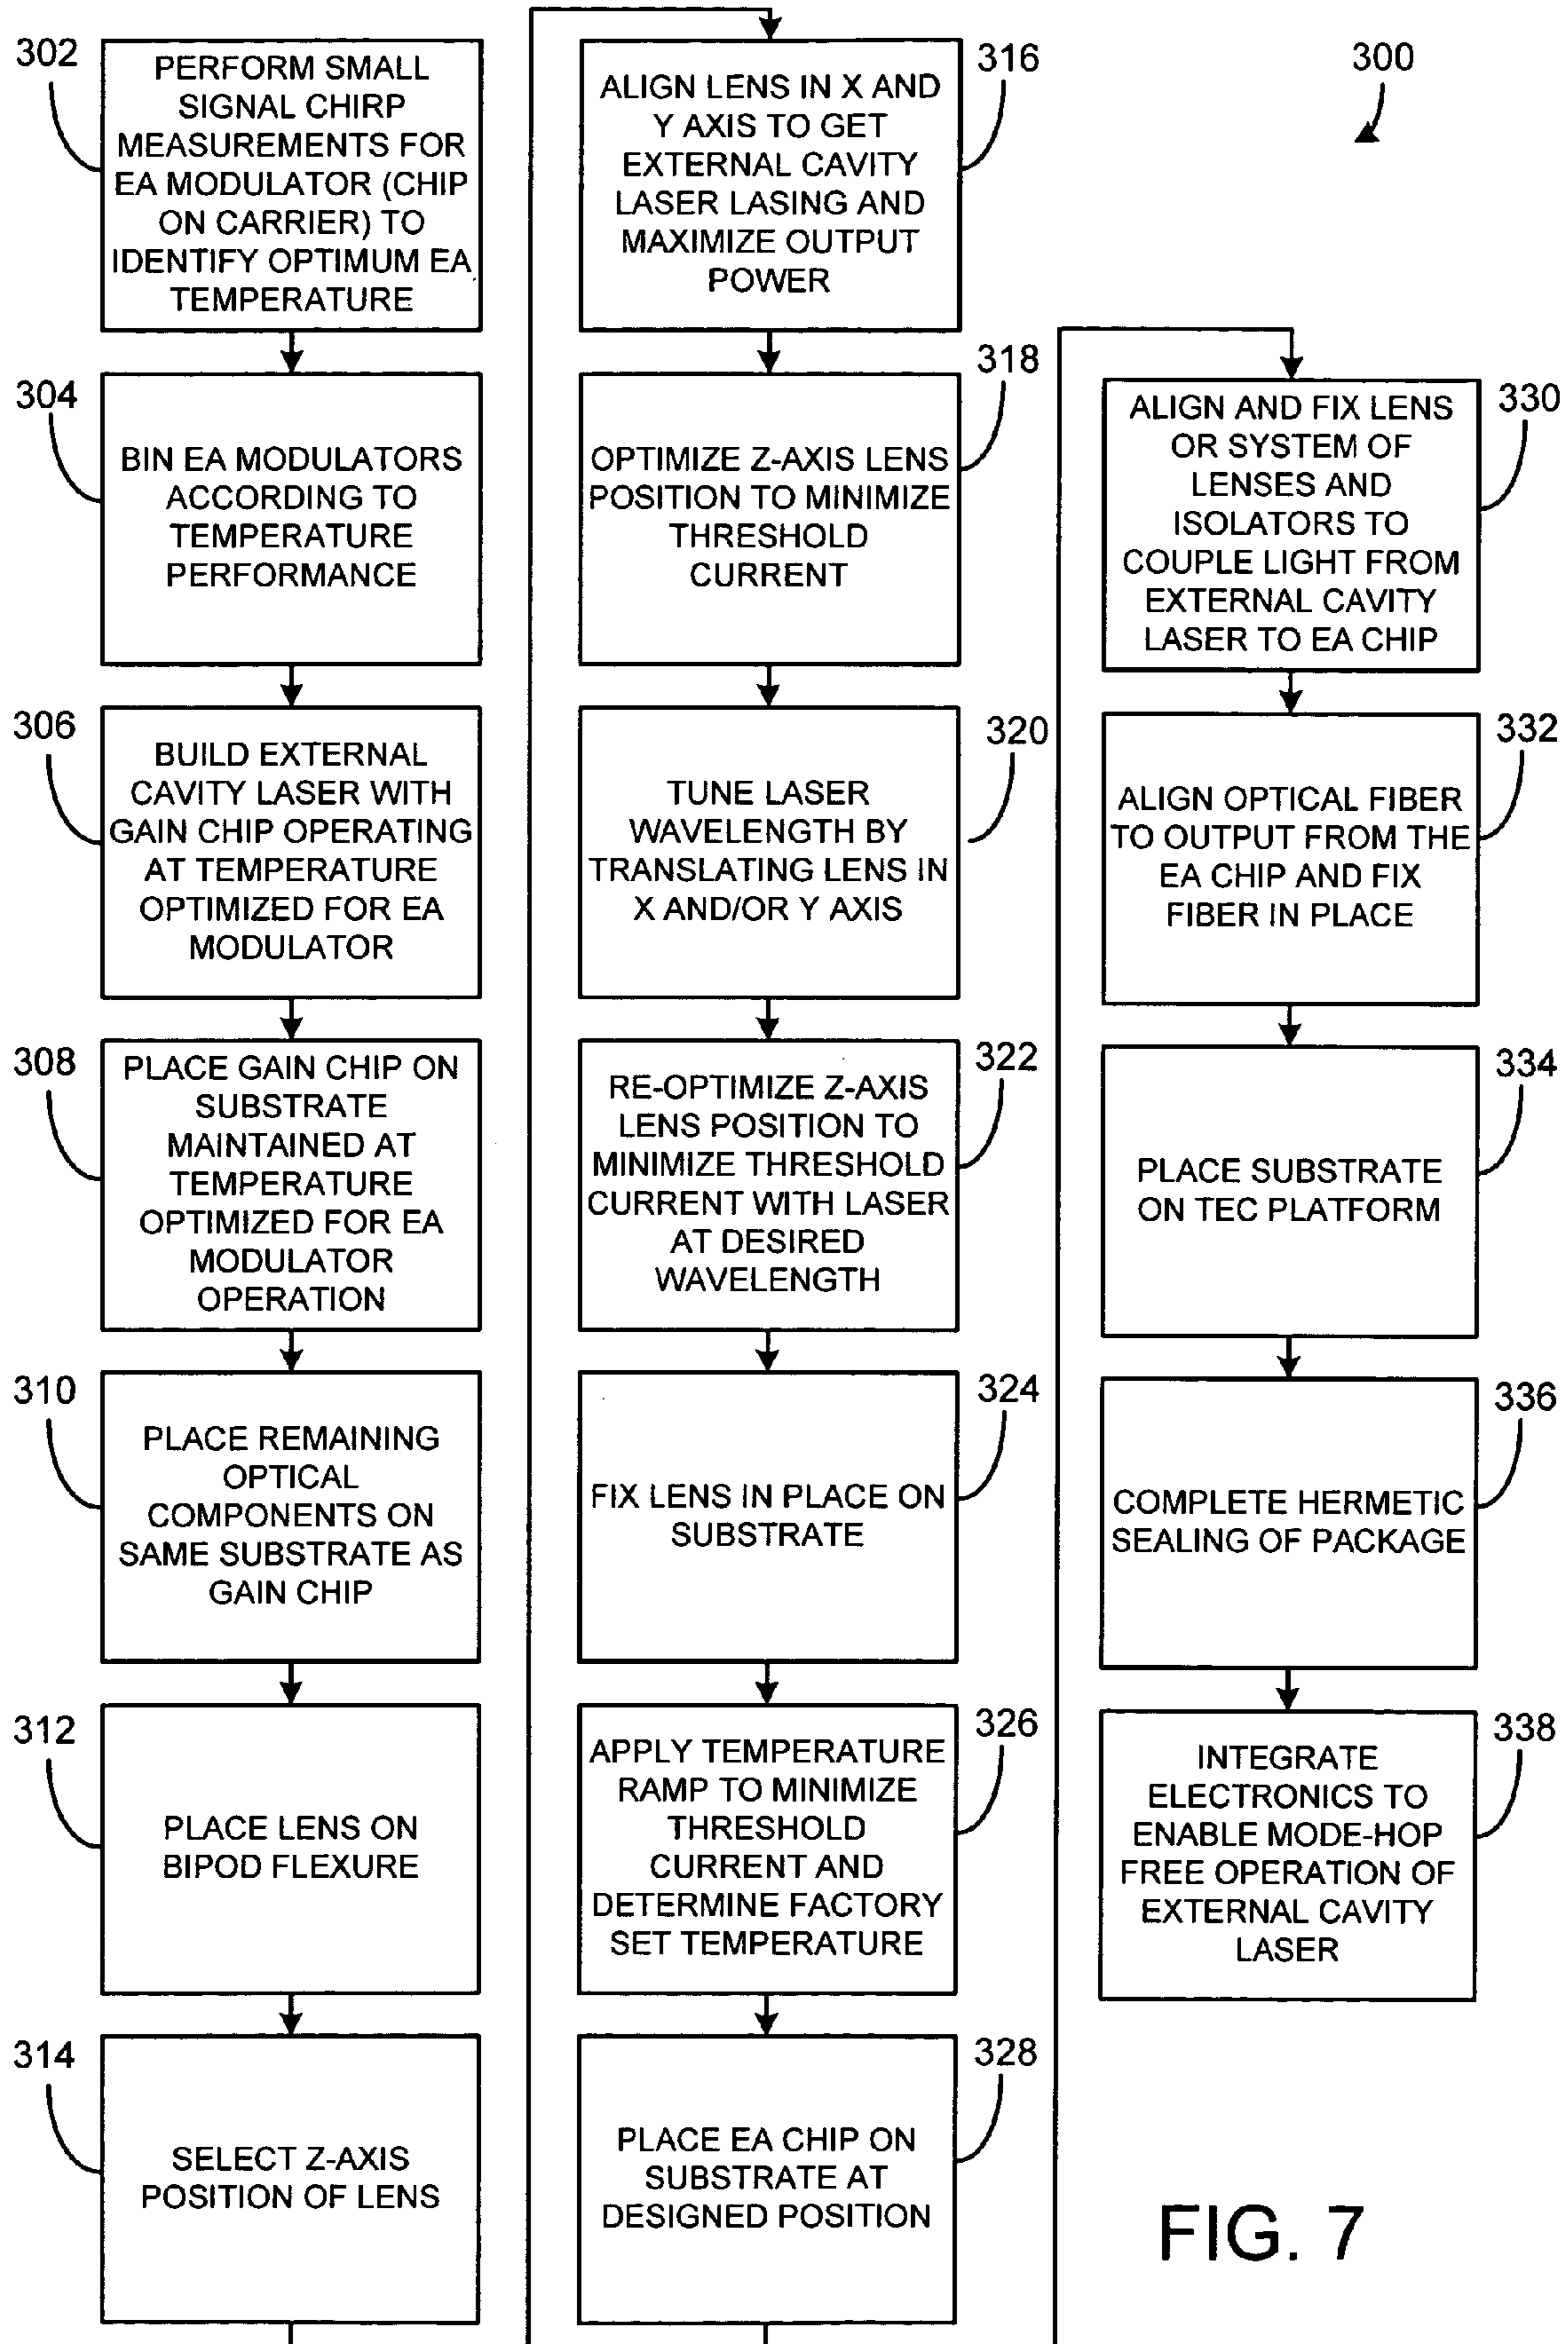 302
PERFORM SMALL
SIGNAL CHIRP
MEASUREMENTS FOR
EA MODULATOR (CHIP
ON CARRIER) TO
IDENTIFY OPTIMUM EA
TEMPERATURE
304
BIN EA MODULATORS
ACCORDING TO
TEMPERATURE
PERFORMANCE
306
BUILD EXTERNAL
CAVITY LASER WITH
GAIN CHIP OPERATING
AT TEMPERATURE
OPTIMIZED FOR EA
MODULATOR
308
PLACE GAIN CHIP ON
SUBSTRATE
MAINTAINED AT
TEMPERATURE
OPTIMIZED FOR EA
MODULATOR
OPERATION
310
PLACE REMAINING
OPTICAL
COMPONENTS ON
SAME SUBSTRATE AS
GAIN CHIP
312
PLACE LENS ON
BIPOD FLEXURE
314
SELECT Z-AXIS
POSITION OF LENS
316
ALIGN LENS IN X AND
Y AXIS TO GET
EXTERNAL CAVITY
LASER LASING AND
MAXIMIZE OUTPUT
POWER
318
OPTIMIZE Z-AXIS LENS
POSITION TO MINIMIZE
THRESHOLD
CURRENT
320
TUNE LASER
WAVELENGTH BY
TRANSLATING LENS IN
X AND/OR Y AXIS
322
RE-OPTIMIZE Z-AXIS
LENS POSITION TO
MINIMIZE THRESHOLD
CURRENT WITH LASER
AT DESIRED
WAVELENGTH
324
FIX LENS IN PLACE ON
SUBSTRATE
326
APPLY TEMPERATURE
RAMP TO MINIMIZE
THRESHOLD
CURRENT AND
DETERMINE FACTORY
SET TEMPERATURE
328
PLACE EA CHIP ON
SUBSTRATE AT
DESIGNED POSITION
300
330
ALIGN AND FIX LENS
OR SYSTEM OF
LENSES AND
ISOLATORS TO
COUPLE LIGHT FROM
EXTERNAL CAVITY
LASER TO EA CHIP
332
ALIGN OPTICAL FIBER
TO OUTPUT FROM THE
EA CHIP AND FIX
FIBER IN PLACE
334
PLACE SUBSTRATE
ON TEC PLATFORM
336
COMPLETE HERMETIC
SEALING OF PACKAGE
338
INTEGRATE
ELECTRONICS TO
ENABLE MODE-HOP
FREE OPERATION OF
EXTERNAL CAVITY
LASER
FIG. 7